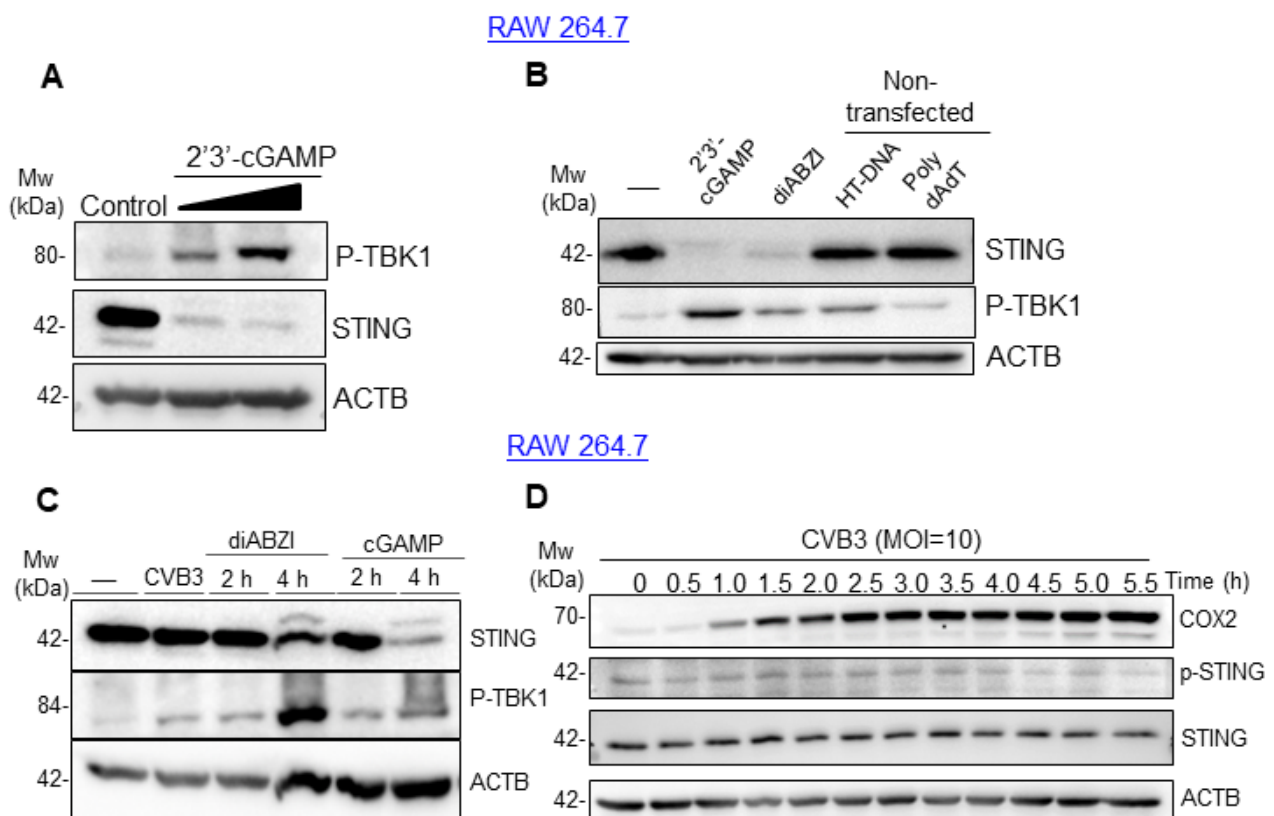 RAW 264.7
A
2'3'-cGAMP
Mw
(kDa)
Control
80-
P-TBK1
42-
STING
42-
ACTB
B
Non-
transfected
Mw
(kDa)
—
2'3'-
cGAMP
diABZI
HT-DNA
Poly
dAdT
42-
STING
80-
P-TBK1
42-
ACTB
RAW 264.7
C
diABZI
cGAMP
Mw
(kDa)
—
CVB3
2 h
4 h
2 h
4 h
42-
STING
84-
P-TBK1
42-
ACTB
D
CVB3 (MOI=10)
Mw
(kDa)
0 0.5 1.0 1.5 2.0 2.5 3.0 3.5 4.0 4.5 5.0 5.5 Time (h)
70-
COX2
42-
p-STING
42-
STING
42-
ACTB